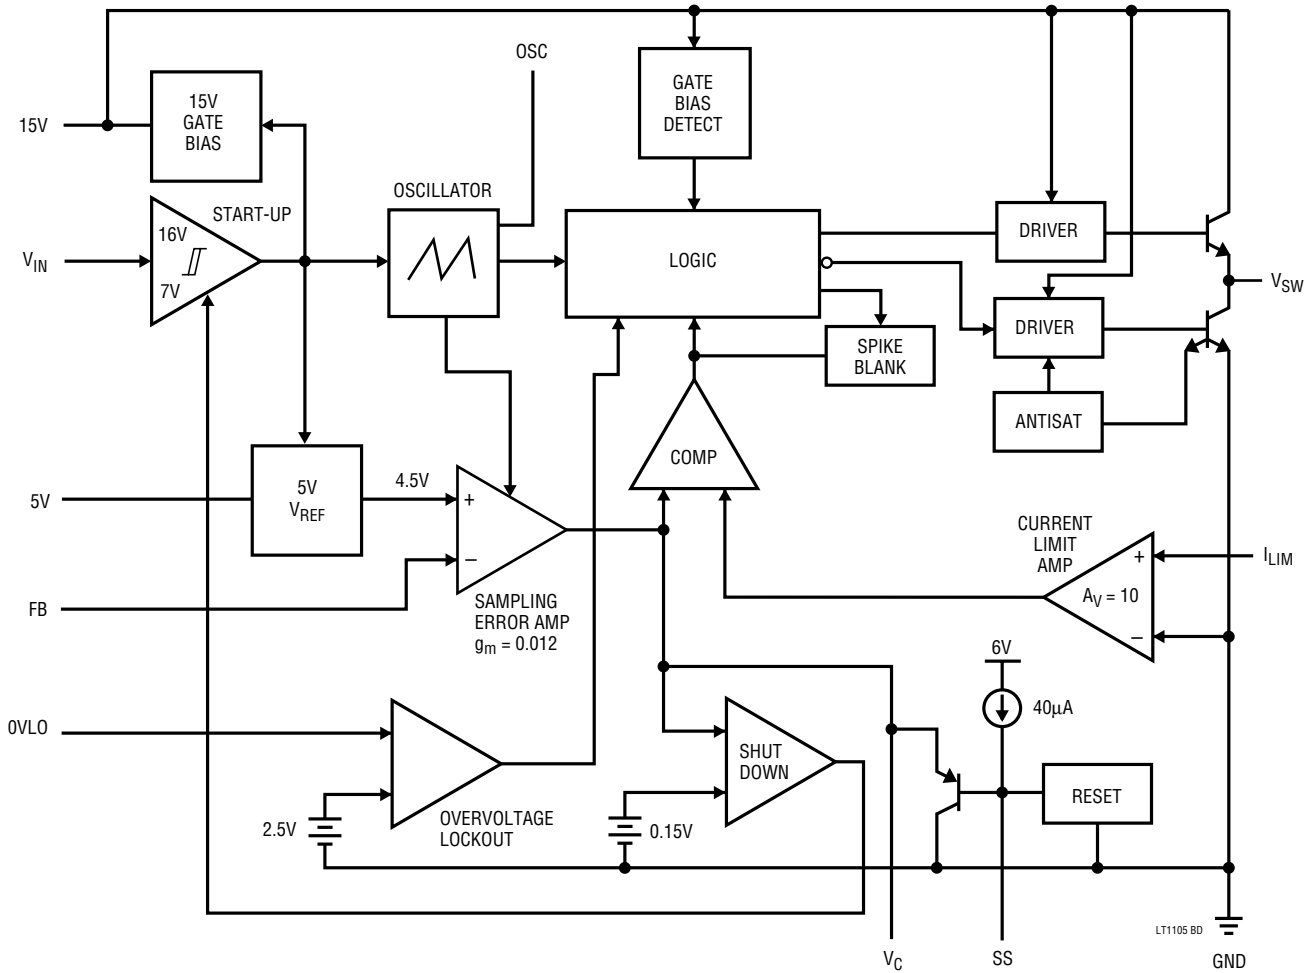 OSC
GATE
BIAS
DETECT
15V
15V
GATE
BIAS
START-UP
OSCILLATOR
16V
7V
VIN
LOGIC
DRIVER
VSW
DRIVER
SPIKE
BLANK
ANTISAT
COMP
5V
5V
VREF
4.5V
+
–
FB
SAMPLING
ERROR AMP
gm = 0.012
CURRENT
LIMIT
AMP
+
AV = 10
–
ILIM
6V
40µA
0VLO
SHUT
DOWN
RESET
2.5V
OVERVOLTAGE
LOCKOUT
0.15V
LT1105 BD
VC
SS
GND